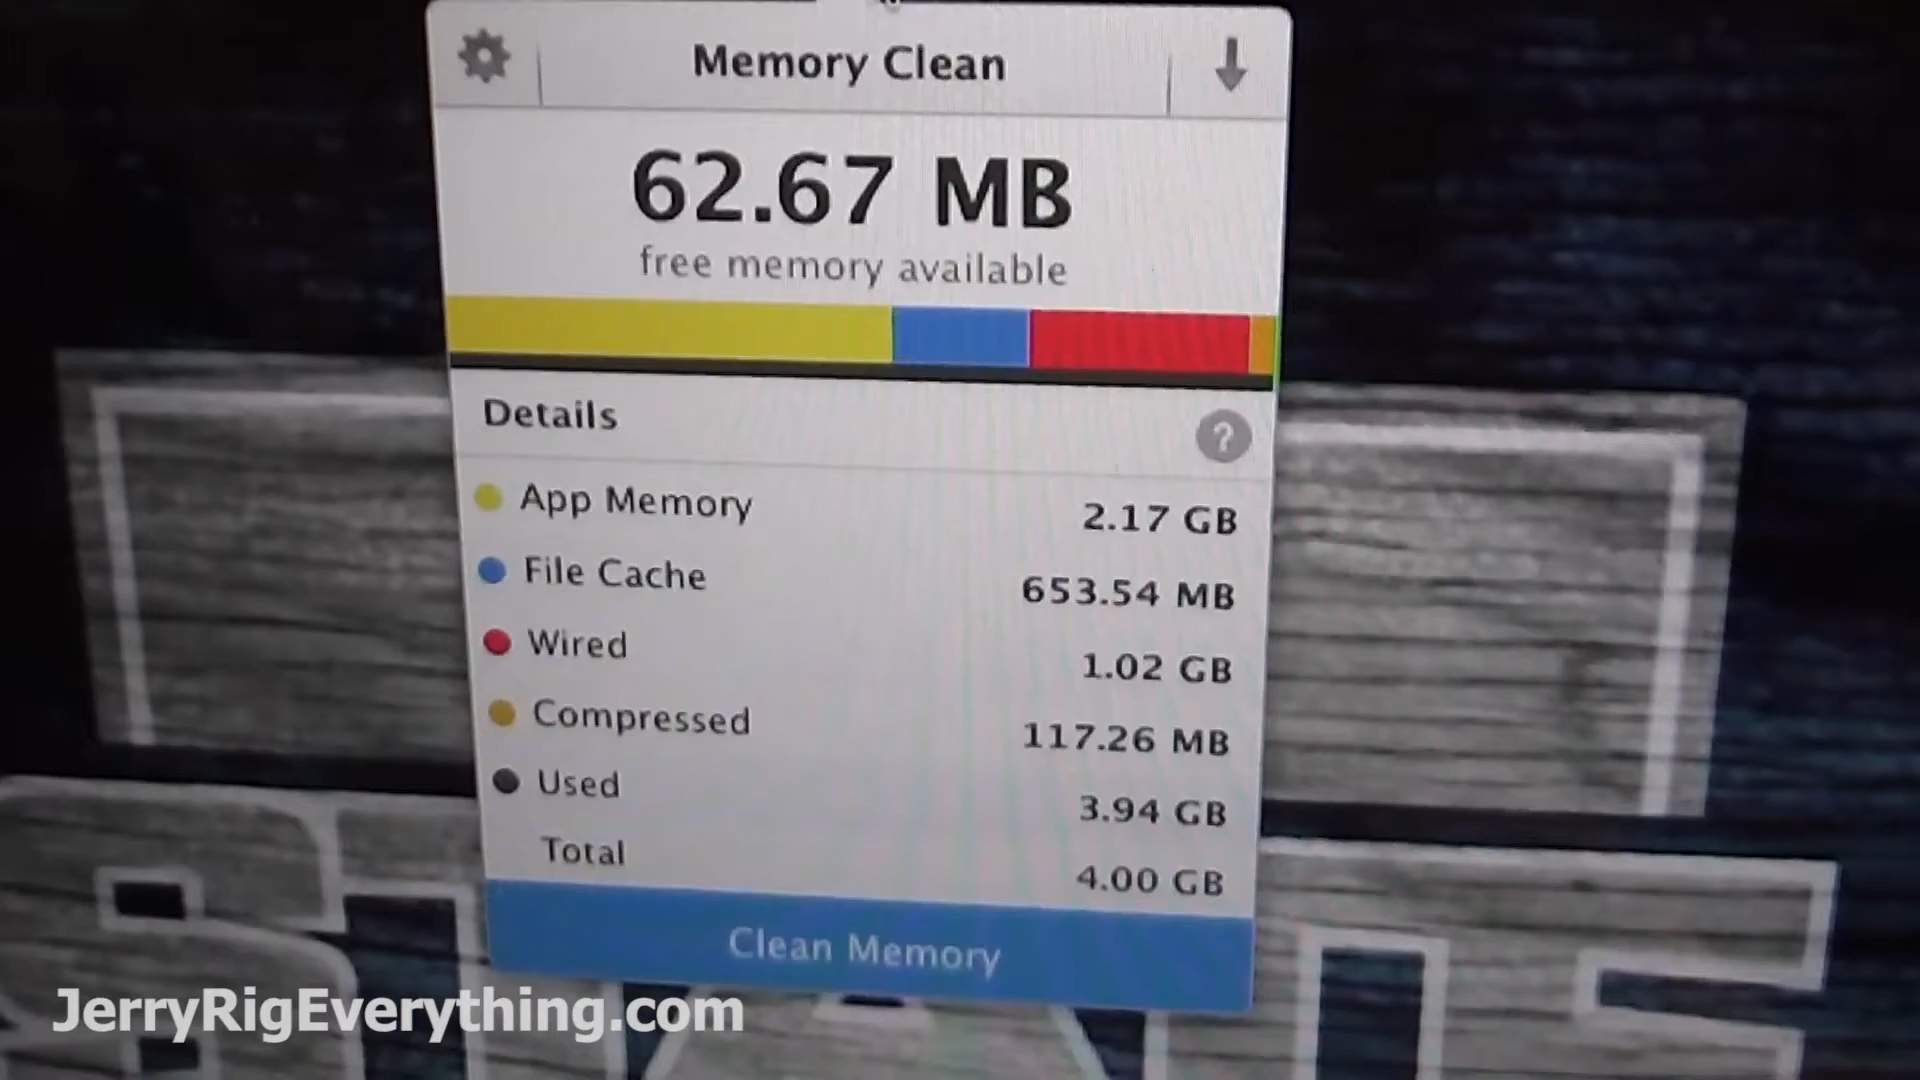 Memory Clean
62.67 MB
free memory available
Details ?
App Memory 2.17 GB
File Cache 653.54 MB
Wired 1.02 GB
Compressed 117.26 MB
Used 3.94 GB
Total 4.00 GB
Clean Memory
JerryRigEverything.com